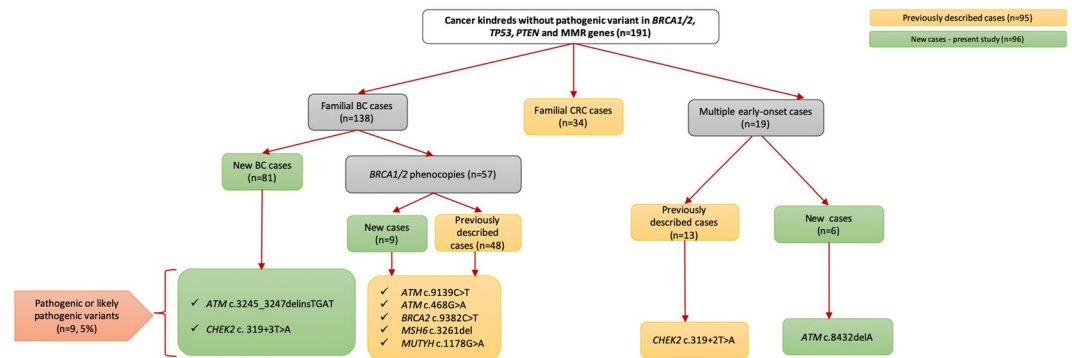 Cancer kindreds without pathogenic variant in BRCA1/2,
TP53, PTEN and MMR genes (n=191)
Previously described cases (n=95)
New cases - present study (n=96)
Familial BC cases
(n=138)
Familial CRC cases
(n=34)
Multiple early-onset cases
(n=19)
New BC cases
(n=81)
BRCA1/2 phenocopies (n=57)
New cases
(n=9)
Previously
described
cases (n=48)
Previously
described cases
(n=13)
New cases
(n=6)
Pathogenic or likely
pathogenic variants
(n=9, 5%)
✓ ATM c.3245_3247delinsTGAT
✓ CHEK2 c. 319+3T>A
✓ ATM c.9139C>T
✓ ATM c.468G>A
✓ BRCA2 c.9382C>T
✓ MSH6 c.3261del
✓ MUTYH c.1178G>A
CHEK2 c.319+2T>A
ATM c.8432delA